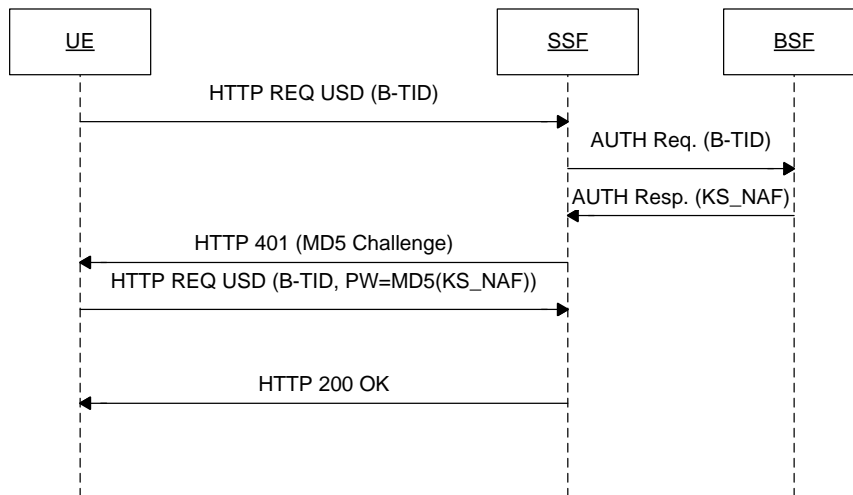 UE
SSF
BSF
HTTP REQ USD (B-TID)
AUTH Req. (B-TID)
AUTH Resp. (KS_NAF)
HTTP 401 (MD5 Challenge)
HTTP REQ USD (B-TID, PW=MD5(KS_NAF))
HTTP 200 OK